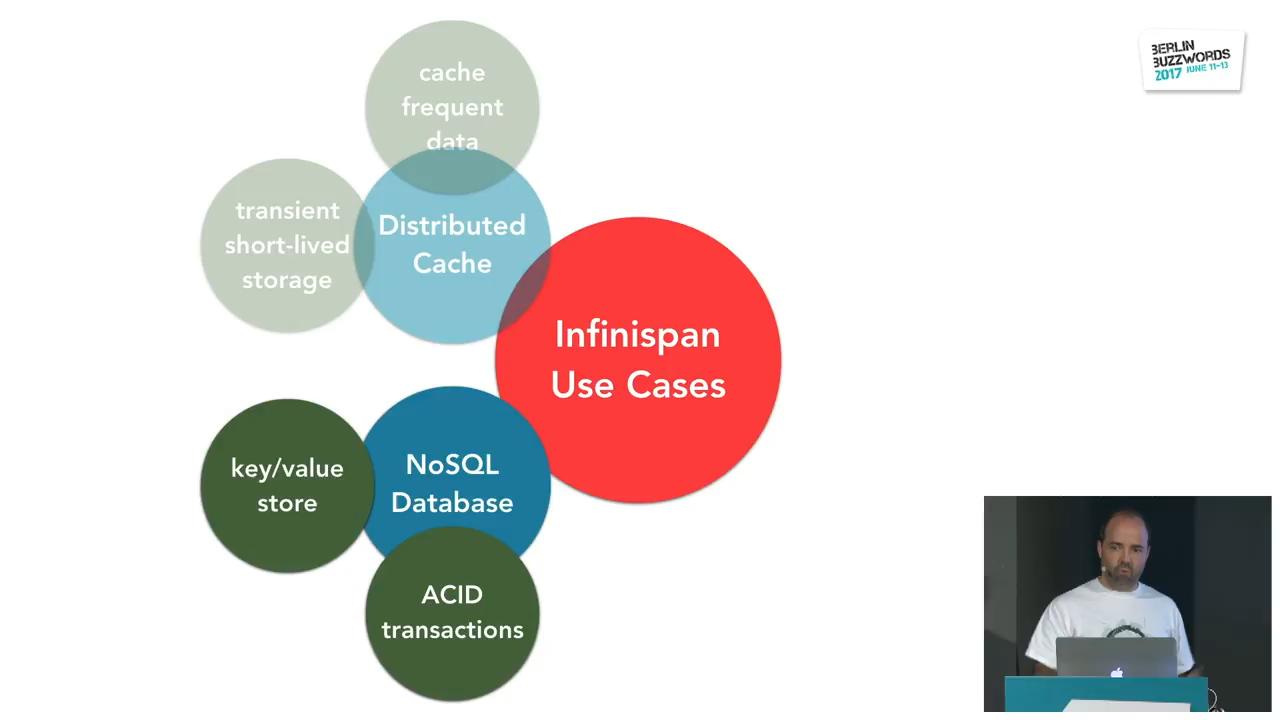 cache
frequent
data
transient
short-lived
storage
Distributed
Cache
Infinispan
Use Cases
key/value
store
NoSQL
Database
ACID
transactions
BERLIN
BUZZWORDS
2017 JUNE 11-13